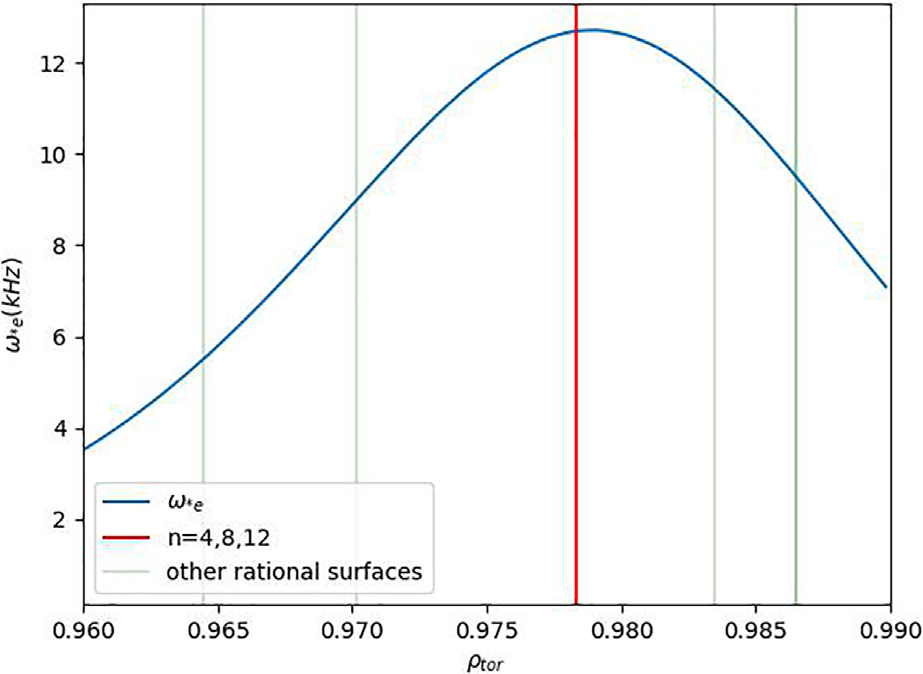 12
10
8
6
4
2
ω*e(kHz)
ω*e
n=4,8,12
other rational surfaces
0.960 0.965 0.970 0.975 0.980 0.985 0.990
ρtor